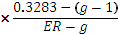 × 0.3283 − (g − 1)
ER − g